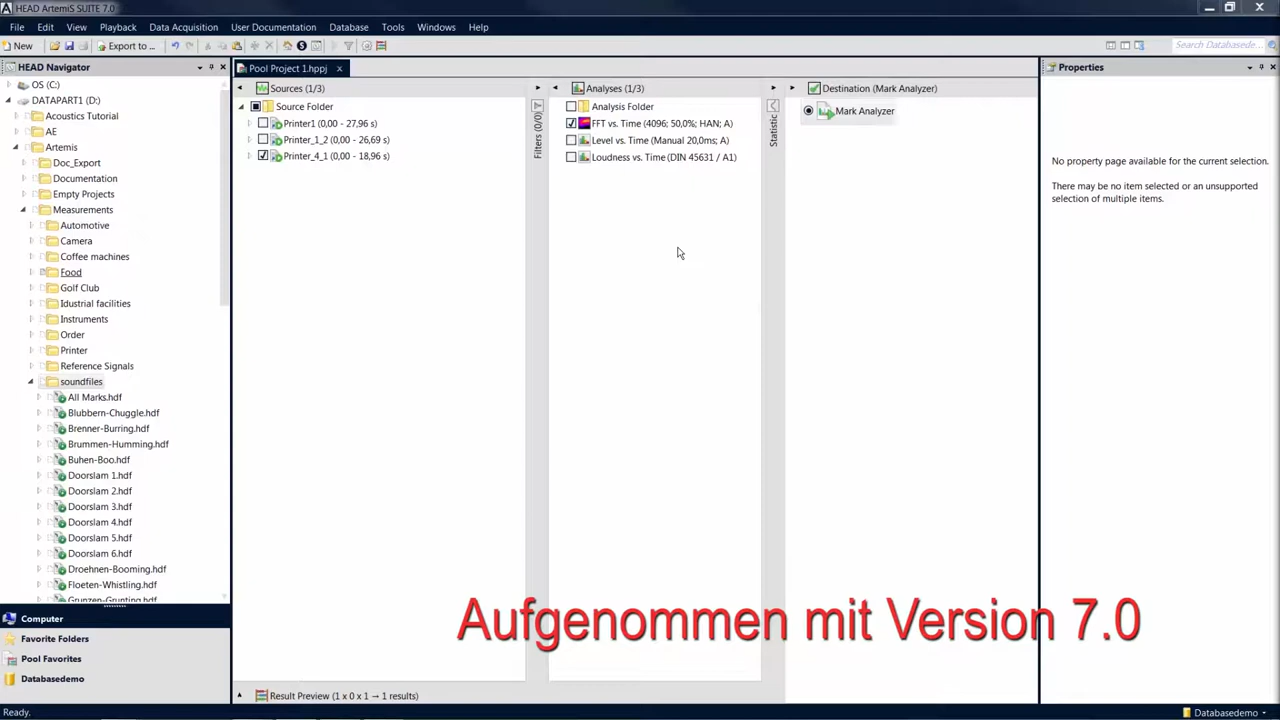 HEAD ArtemiS SUITE 7.0
File Edit View Playback Data Acquisition User Documentation Database Tools Windows Help
New Export to ... Search Databasede...
HEAD Navigator
OS (C:)
DATAPART1 (D:)
Acoustics Tutorial
AE
Artemis
Doc_Export
Documentation
Empty Projects
Measurements
Automotive
Camera
Coffee machines
Food
Golf Club
Idustrial facilities
Instruments
Order
Printer
Reference Signals
soundfiles
All Marks.hdf
Blubbern-Chuggle.hdf
Brenner-Burring.hdf
Brummen-Humming.hdf
Buhen-Boo.hdf
Doorslam 1.hdf
Doorslam 2.hdf
Doorslam 3.hdf
Doorslam 4.hdf
Doorslam 5.hdf
Doorslam 6.hdf
Droehnen-Booming.hdf
Floeten-Whistling.hdf
Grunzen-Grunting.hdf
Computer
Favorite Folders
Pool Favorites
Databasedemo
Pool Project 1.hppj
Sources (1/3)
Source Folder
Printer1 (0,00 - 27,96 s)
Printer_1_2 (0,00 - 26,69 s)
Printer_4_1 (0,00 - 18,96 s)
Filters (0/0)
Analyses (1/3)
Analysis Folder
FFT vs. Time (4096; 50,0%; HAN; A)
Level vs. Time (Manual 20,0ms; A)
Loudness vs. Time (DIN 45631 / A1)
Statistic
Destination (Mark Analyzer)
Mark Analyzer
Properties
No property page available for the current selection.
There may be no item selected or an unsupported
selection of multiple items.
Aufgenommen mit Version 7.0
Result Preview (1 x 0 x 1 → 1 results)
Ready.
Databasedemo